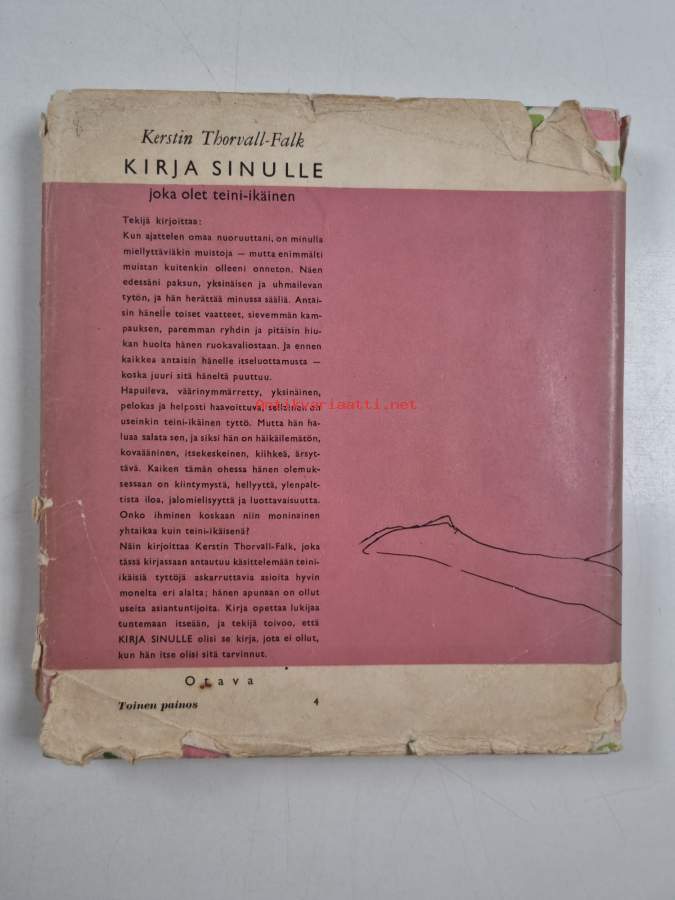 Kerstin Thorvall-Falk
KIRJA SINULLE
joka olet teini-ikäinen
Tekijä kirjoittaa:
Kun ajattelen omaa nuoruuttani, on minulla
miellyttäviäkin muistoja — mutta enimmälti
muistan kuitenkin olleeni onneton. Näen
edessäni paksun, yksinäisen ja uhmailevan
tytön, ja hän herättää minussa sääliä. Antai-
sin hänelle toiset vaatteet, sievemmän kam-
pauksen, paremman ryhdin ja pitäisin hiu-
kan huolta hänen ruokavaliostaan. Ja ennen
kaikkea antaisin hänelle itseluottamusta —
koska juuri sitä häneltä puuttuu.
Hapuileva, väärinymmärretty, yksinäinen,
pelokas ja helposti haavoittuva, sellainen on
Antikvariaatti.net
useinkin teini-ikäinen tyttö. Mutta hän ha-
luaa salata sen, ja siksi hän on häikäilemätön,
kovaääninen, itsekeskeinen, kiihkeä, ärsyt-
tävä. Kaiken tämän ohessa hänen olemuk-
sessaan on kiintymystä, hellyyttä, ylenpalt-
tista iloa, jalomielisyyttä ja luottavaisuutta.
Onko ihminen koskaan niin moninainen
yhtaikaa kuin teini-ikäisenä?
Näin kirjoittaa Kerstin Thorvall-Falk, joka
tässä kirjassaan antautuu käsittelemään teini-
ikäisiä tyttöjä askarruttavia asioita hyvin
monelta eri alalta; hänen apunaan on ollut
useita asiantuntijoita. Kirja opettaa lukijaa
tuntemaan itseään, ja tekijä toivoo, että
KIRJA SINULLE olisi se kirja, jota ei ollut,
kun hän itse olisi sitä tarvinnut.
Otava
Toinen painos 4